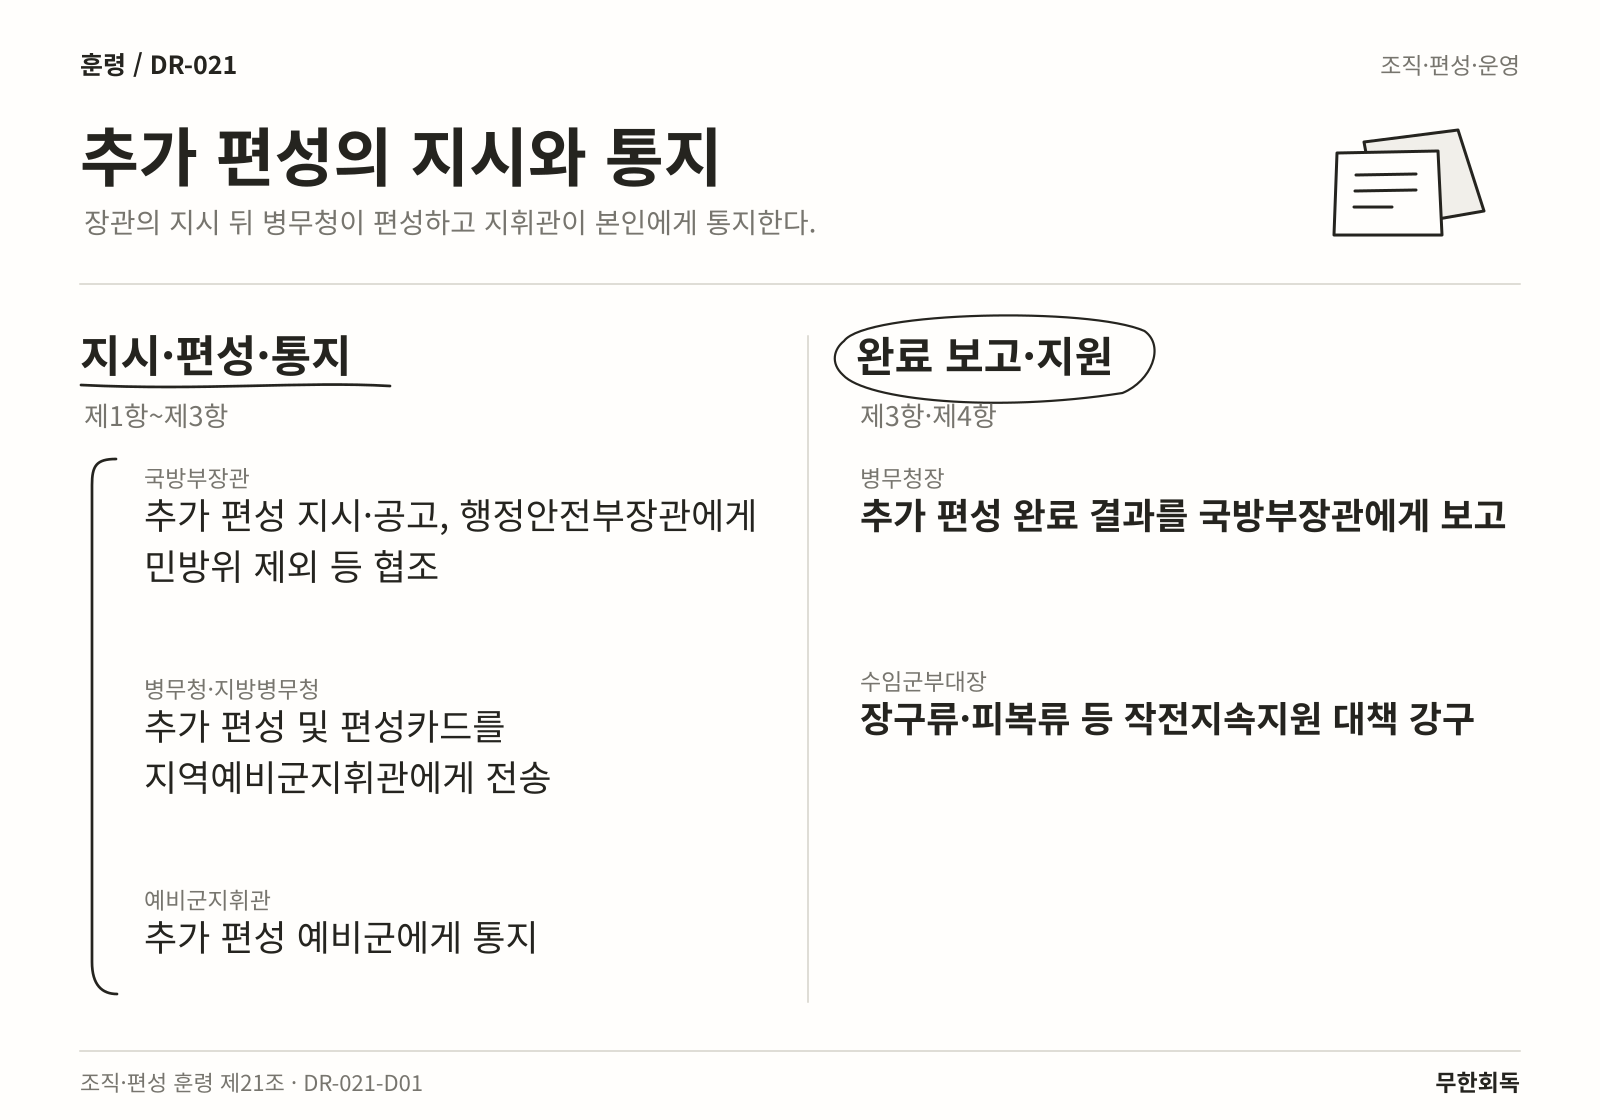 훈령 / DR-021
조직·편성·운영
추가 편성의 지시와 통지
장관의 지시 뒤 병무청이 편성하고 지휘관이 본인에게 통지한다.
지시·편성·통지
제1항~제3항
국방부장관
추가 편성 지시·공고, 행정안전부장관에게
민방위 제외 등 협조
병무청·지방병무청
추가 편성 및 편성카드를
지역예비군지휘관에게 전송
예비군지휘관
추가 편성 예비군에게 통지
완료 보고·지원
제3항·제4항
병무청장
추가 편성 완료 결과를 국방부장관에게 보고
수임군부대장
장구류·피복류 등 작전지속지원 대책 강구
조직·편성 훈령 제21조 · DR-021-D01
무한회독